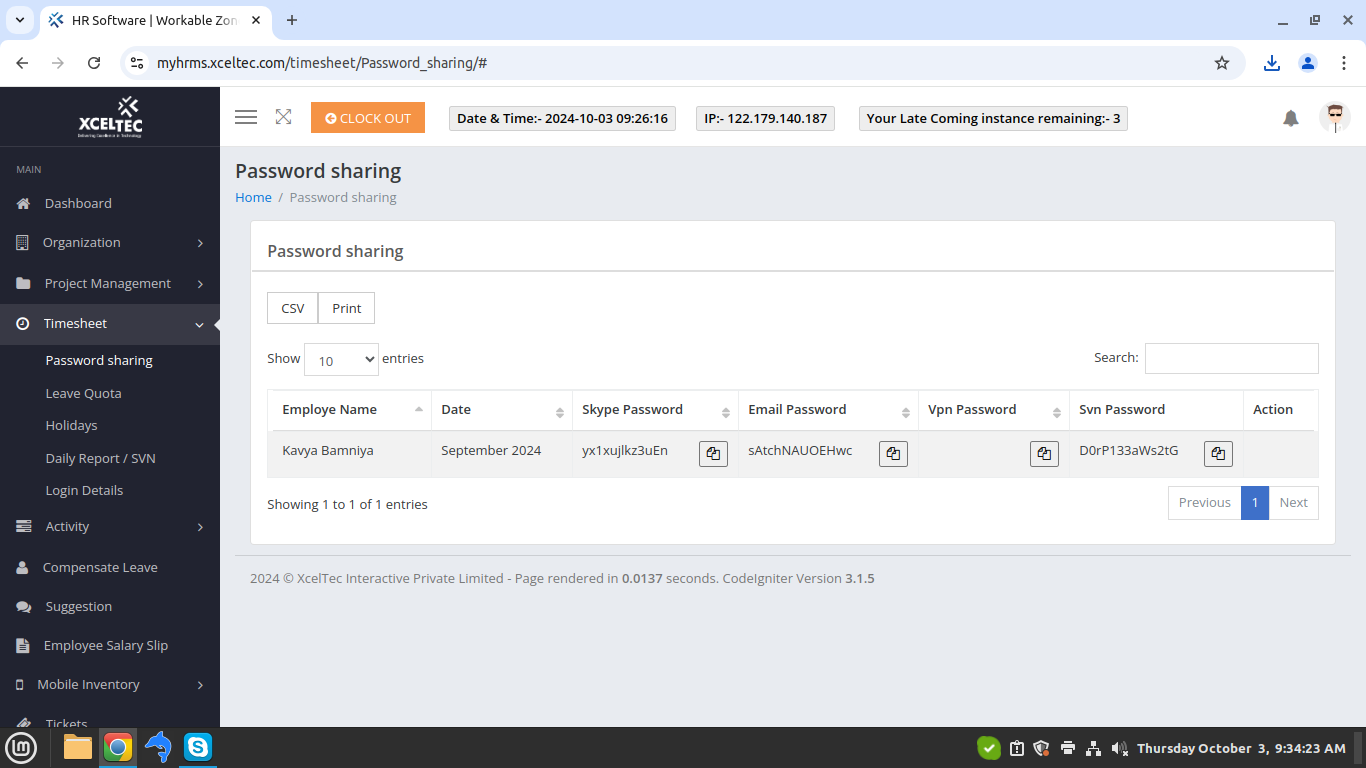 HR Software | Workable Zon
myhrms.xceltec.com/timesheet/Password_sharing/#
XCELTEC
CLOCK OUT
Date & Time:- 2024-10-03 09:26:16
IP:- 122.179.140.187
Your Late Coming instance remaining:- 3
MAIN
Dashboard
Organization
Project Management
Timesheet
Password sharing
Leave Quota
Holidays
Daily Report / SVN
Login Details
Activity
Compensate Leave
Suggestion
Employee Salary Slip
Mobile Inventory
Tickets
Password sharing
Home / Password sharing
Password sharing
CSV Print
Show 10 entries
Search:
Employe Name Date Skype Password Email Password Vpn Password Svn Password Action
Kavya Bamniya September 2024 yx1xujlkz3uEn sAtchNAUOEHwc D0rP133aWs2tG
Showing 1 to 1 of 1 entries
Previous 1 Next
2024 © XcelTec Interactive Private Limited - Page rendered in 0.0137 seconds. CodeIgniter Version 3.1.5
Thursday October 3, 9:34:23 AM